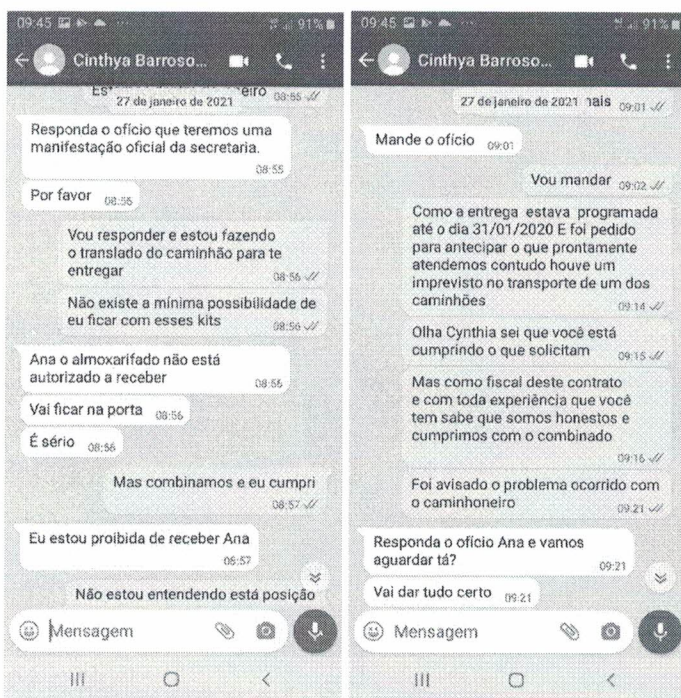 09:45 91%
Cinthya Barroso...
eiro 08:55
27 de janeiro de 2021
Responda o ofício que teremos uma
manifestação oficial da secretaria.
08:55
Por favor 08:56
Vou responder e estou fazendo
o translado do caminhão para te
entregar 08:56
Não existe a mínima possibilidade de
eu ficar com esses kits 08:56
Ana o almoxarifado não está
autorizado a receber 08:56
Vai ficar na porta 08:56
É sério 08:56
Mas combinamos e eu cumpri
08:57
Eu estou proibida de receber Ana
08:57
Não estou entendendo está posição
Mensagem
09:45 91%
Cinthya Barroso...
27 de janeiro de 2021 nais 09:01
Mande o ofício 09:01
Vou mandar 09:02
Como a entrega estava programada
até o dia 31/01/2020 E foi pedido
para antecipar o que prontamente
atendemos contudo houve um
imprevisto no transporte de um dos
caminhões 09:14
Olha Cynthia sei que você está
cumprindo o que solicitam 09:15
Mas como fiscal deste contrato
e com toda experiência que você
tem sabe que somos honestos e
cumprimos com o combinado
09:16
Foi avisado o problema ocorrido com
o caminhoneiro 09:21
Responda o ofício Ana e vamos
aguardar tá? 09:21
Vai dar tudo certo 09:21
Mensagem